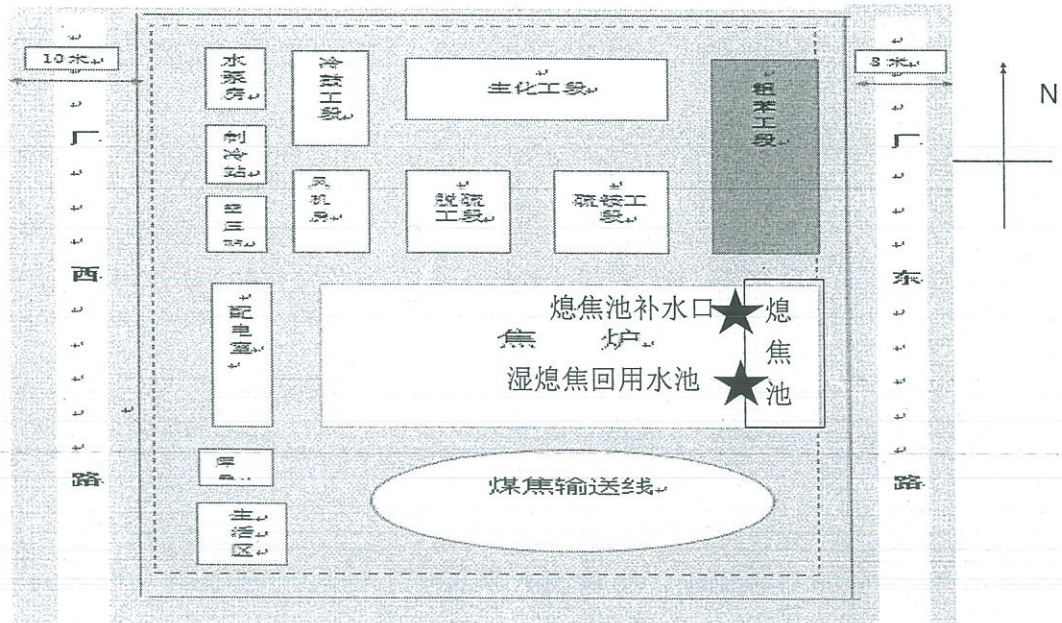 10米
8米
N
水
泵
房
冷
鼓
工
段
生化工段
粗
苯
工
段
制
冷
站
风
机
房
脱硫
工段
硫铵工
段
厂
西
路
厂
东
路
配
电
室
熄焦池补水口
焦 炉
湿熄焦回用水池
熄
焦
池
煤焦输送线
生
活
区